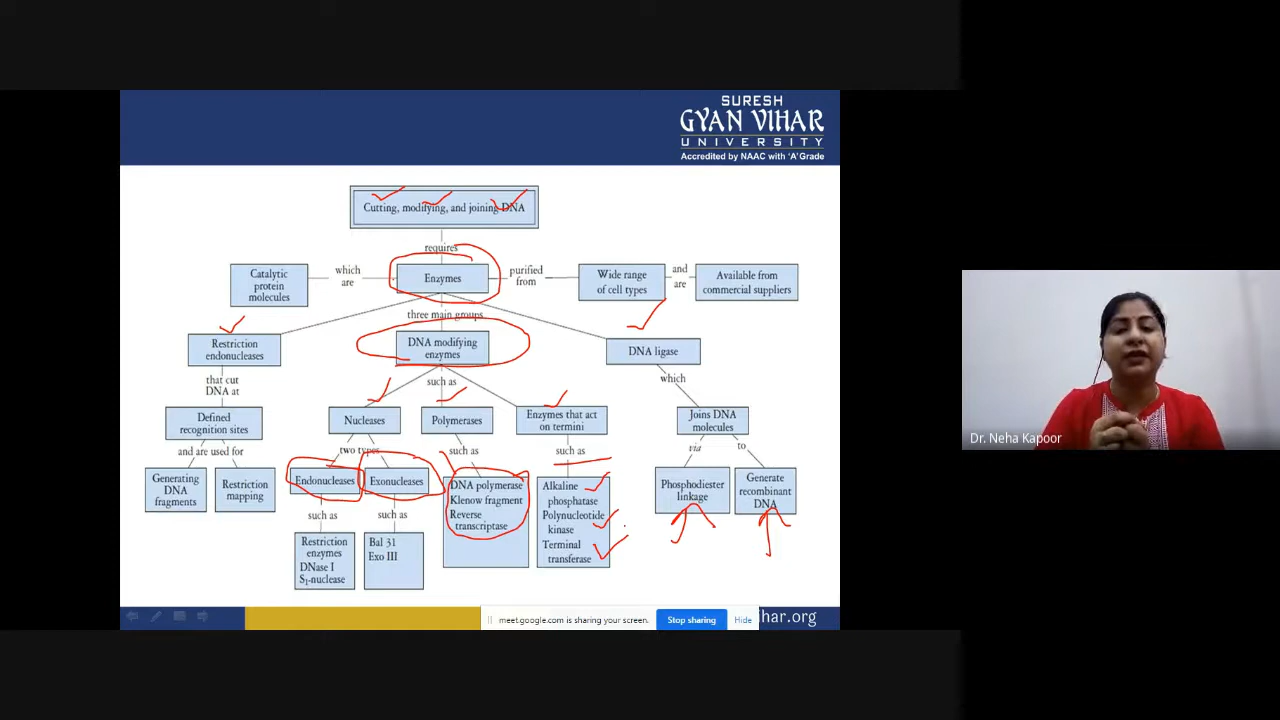 SURESH
GYAN VIHAR
UNIVERSITY
Accredited by NAAC with 'A' Grade
Cutting, modifying, and joining DNA
requires
Catalytic
protein
molecules
which
are
Enzymes
purified
from
Wide range
of cell types
and
are
Available from
commercial suppliers
three main groups
Restriction
endonucleases
DNA modifying
enzymes
DNA ligase
that cut
DNA at
such as
which
Defined
recognition sites
Nucleases
Polymerases
Enzymes that act
on termini
Joins DNA
molecules
and are used for
two types
such as
such as
via
to
Generating
DNA
fragments
Restriction
mapping
Endonucleases
Exonucleases
DNA polymerase
Klenow fragment
Reverse
transcriptase
Alkaline
phosphatase
Polynucleotide
kinase
Terminal
transferase
Phosphodiester
linkage
Generate
recombinant
DNA
such as
such as
Restriction
enzymes
DNase I
S₁-nuclease
Bal 31
Exo III
meet.google.com is sharing your screen.
Stop sharing
Hide
ihar.org
Dr. Neha Kapoor